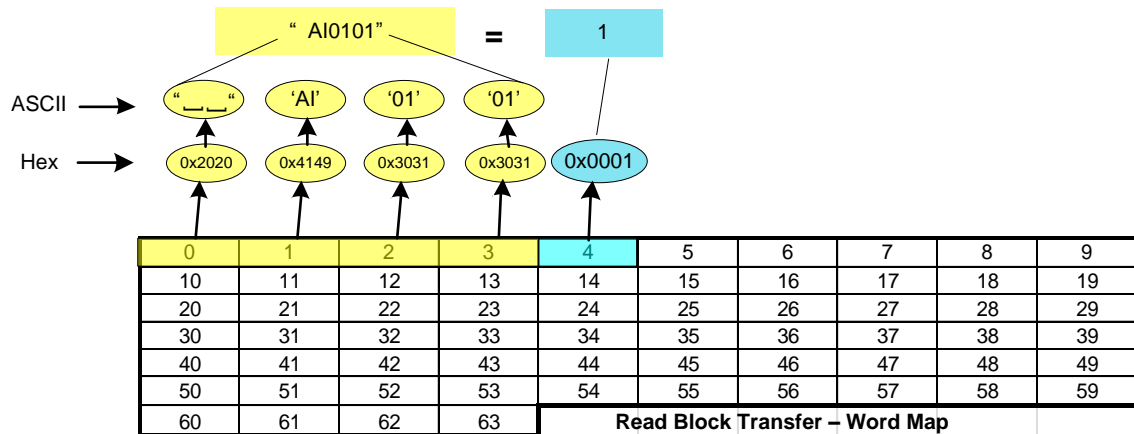 “ AI0101” = 1
ASCII “⎵⎵“ ‘AI’ ‘01’ ‘01’
Hex 0x2020 0x4149 0x3031 0x3031 0x0001
0 1 2 3 4 5 6 7 8 9
10 11 12 13 14 15 16 17 18 19
20 21 22 23 24 25 26 27 28 29
30 31 32 33 34 35 36 37 38 39
40 41 42 43 44 45 46 47 48 49
50 51 52 53 54 55 56 57 58 59
60 61 62 63 Read Block Transfer – Word Map